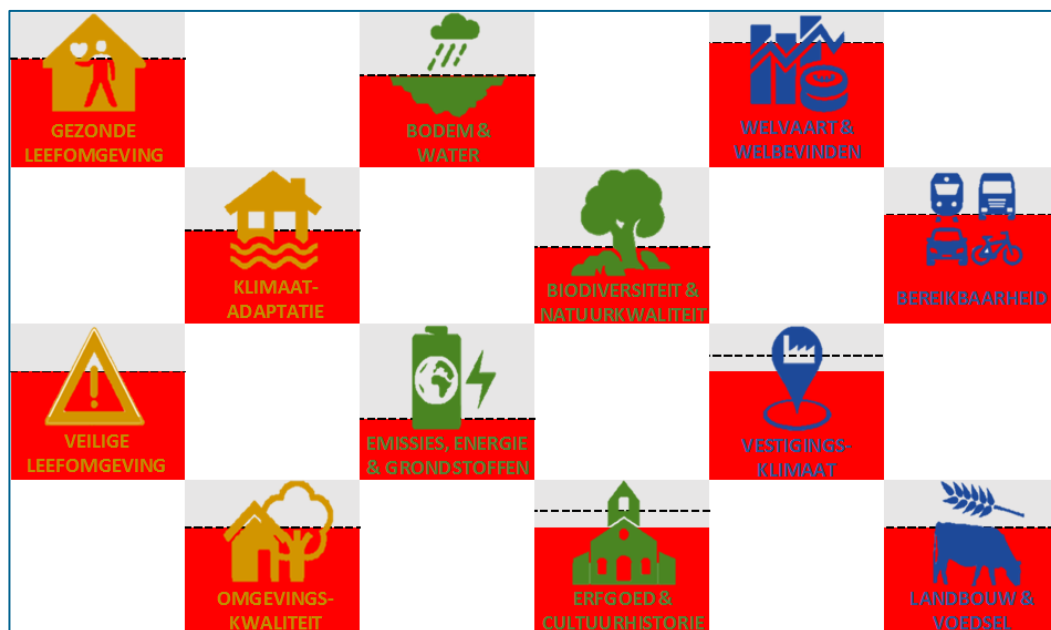 GEZONDE
LEEFOMGEVING
BODEM &
WATER
WELVAART &
WELBEVINDEN
KLIMAAT-
ADAPTATIE
BIODIVERSITEIT &
NATUURKWALITEIT
BEREIKBAARHEID
VEILIGE
LEEFOMGEVING
EMISSIES, ENERGIE
& GRONDSTOFFEN
VESTIGINGS-
KLIMAAT
OMGEVINGS-
KWALITEIT
ERFGOED &
CULTUURHISTORIE
LANDBOUW &
VOEDSEL